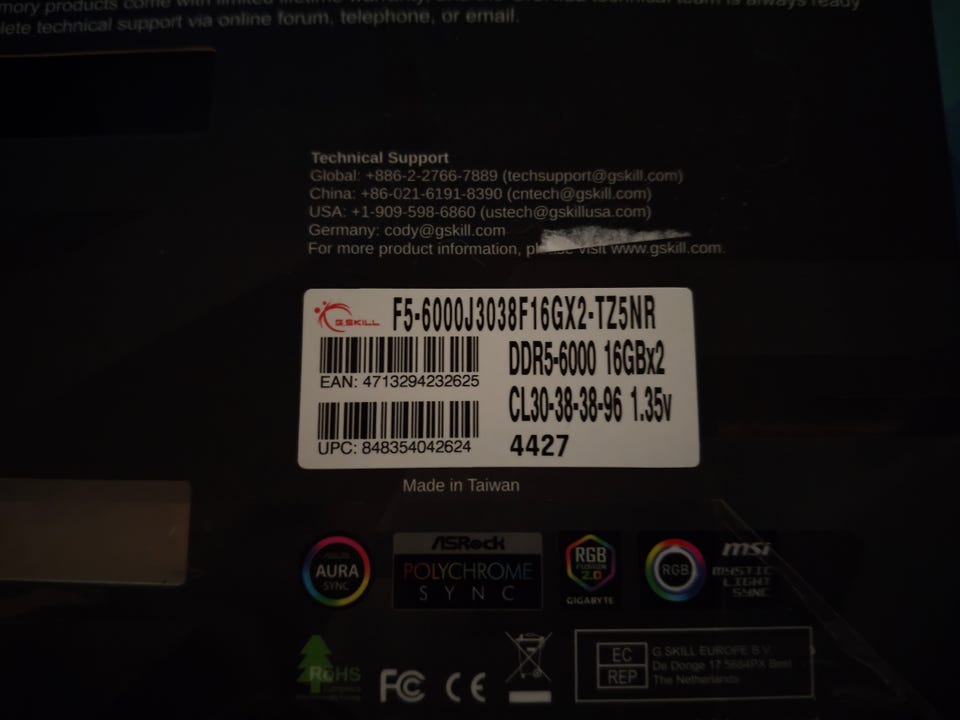 mory products come with limited lifetime warranty, and the G.SKILL technical team is always ready
lete technical support via online forum, telephone, or email.
Technical Support
Global: +886-2-2766-7889 (techsupport@gskill.com)
China: +86-021-6191-8390 (cntech@gskill.com)
USA: +1-909-598-6860 (ustech@gskillusa.com)
Germany: cody@gskill.com
For more product information, please visit www.gskill.com.
G.SKILL F5-6000J3038F16GX2-TZ5NR
DDR5-6000 16GBx2
EAN: 4713294232625
CL30-38-38-96 1.35v
UPC: 848354042624
4427
Made in Taiwan
ASUS
AURA
SYNC
ASRock
POLYCHROME
SYNC
RGB
FUSION
2.0
GIGABYTE
RGB
msi
MYSTIC
LIGHT
SYNC
RoHS
FC CE
EC
REP
G.SKILL EUROPE B.V.
De Donge 17 5684PX Best
The Netherlands